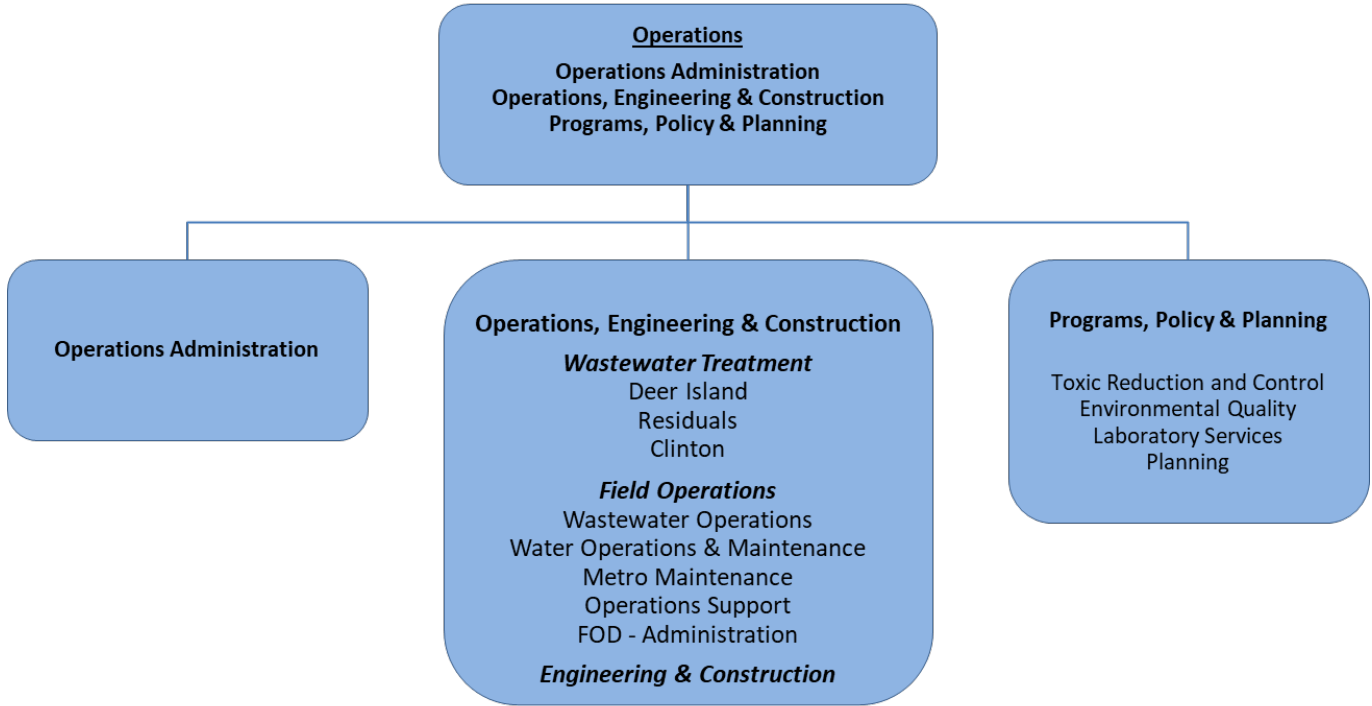 Operations
Operations Administration
Operations, Engineering & Construction
Programs, Policy & Planning
Operations Administration
Operations, Engineering & Construction
Wastewater Treatment
Deer Island
Residuals
Clinton
Field Operations
Wastewater Operations
Water Operations & Maintenance
Metro Maintenance
Operations Support
FOD - Administration
Engineering & Construction
Programs, Policy & Planning
Toxic Reduction and Control
Environmental Quality
Laboratory Services
Planning